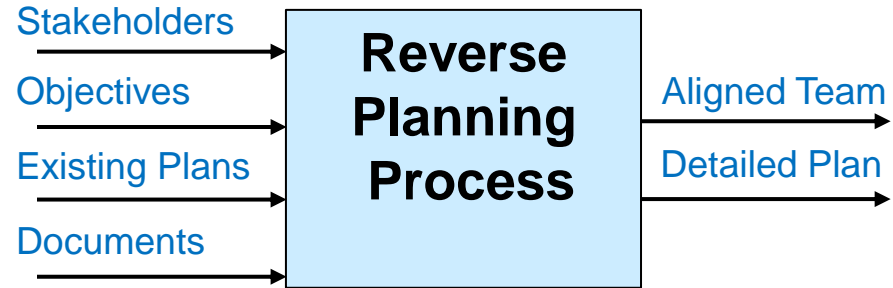 Stakeholders
Objectives
Existing Plans
Documents
Reverse
Planning
Process
Aligned Team
Detailed Plan